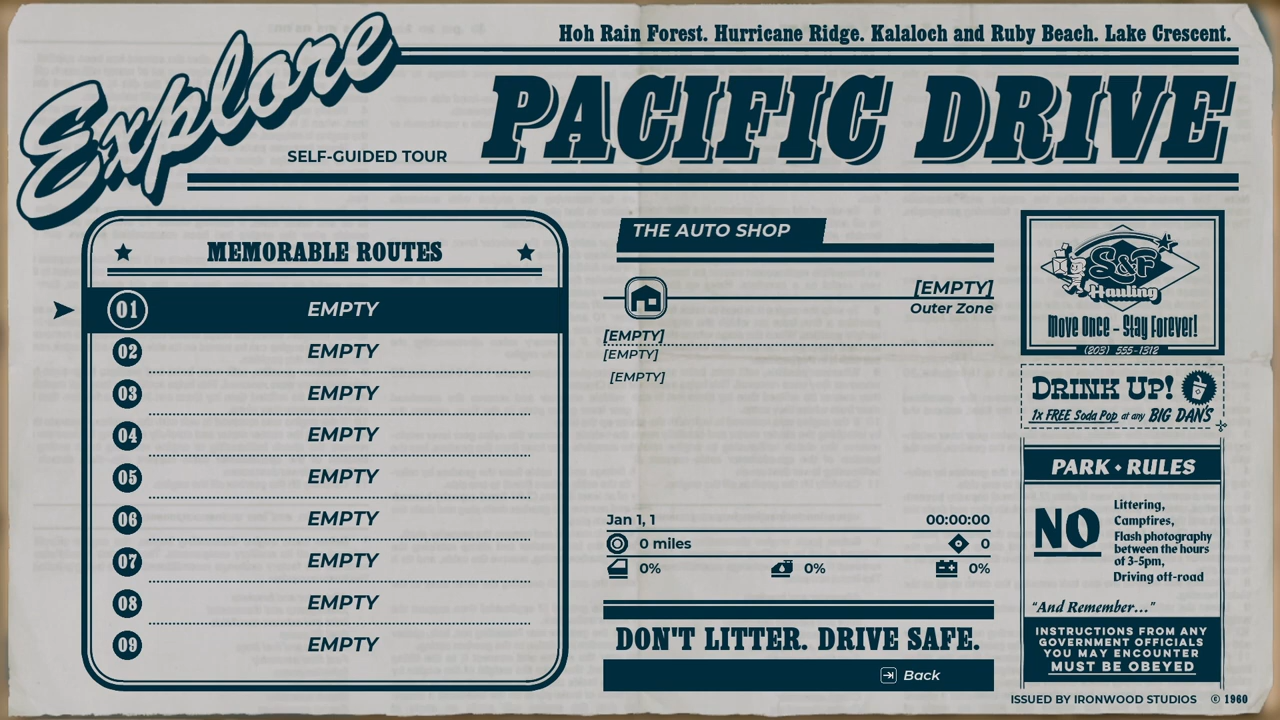 Explore
SELF-GUIDED TOUR
Hoh Rain Forest. Hurricane Ridge. Kalaloch and Ruby Beach. Lake Crescent.
PACIFIC DRIVE
MEMORABLE ROUTES
01 EMPTY
02 EMPTY
03 EMPTY
04 EMPTY
05 EMPTY
06 EMPTY
07 EMPTY
08 EMPTY
09 EMPTY
THE AUTO SHOP
[EMPTY]
Outer Zone
[EMPTY]
[EMPTY]
[EMPTY]
Jan 1, 1 00:00:00
0 miles 0
0% 0% 0%
DON'T LITTER. DRIVE SAFE.
Back
S&F
Hauling
Move Once - Stay Forever!
(203) 555-1312
DRINK UP!
1x FREE Soda Pop at any BIG DAN'S
PARK • RULES
NO
Littering,
Campfires,
Flash photography
between the hours
of 3-5pm,
Driving off-road
"And Remember..."
INSTRUCTIONS FROM ANY
GOVERNMENT OFFICIALS
YOU MAY ENCOUNTER
MUST BE OBEYED
ISSUED BY IRONWOOD STUDIOS © 1960